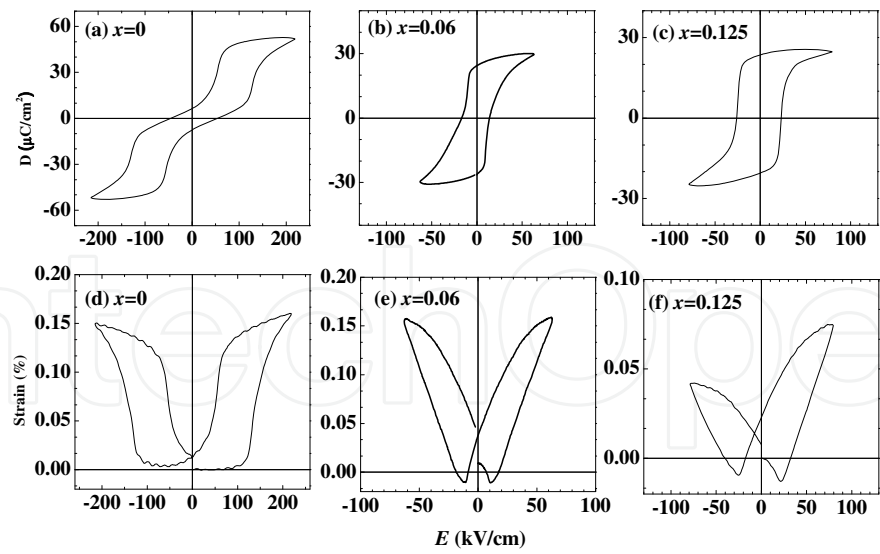 (a) x=0
(b) x=0.06
(c) x=0.125
D (μC/cm²)
60
30
0
-30
-60
-200 -100 0 100 200
30
0
-30
-100 -50 0 50 100
30
0
-30
-100 -50 0 50 100
(d) x=0
(e) x=0.06
(f) x=0.125
Strain (%)
0.20
0.15
0.10
0.05
0.00
-200 -100 0 100 200
0.20
0.15
0.10
0.05
0.00
-100 -50 0 50 100
0.10
0.05
0.00
-100 -50 0 50 100
E (kV/cm)
ntechOpe